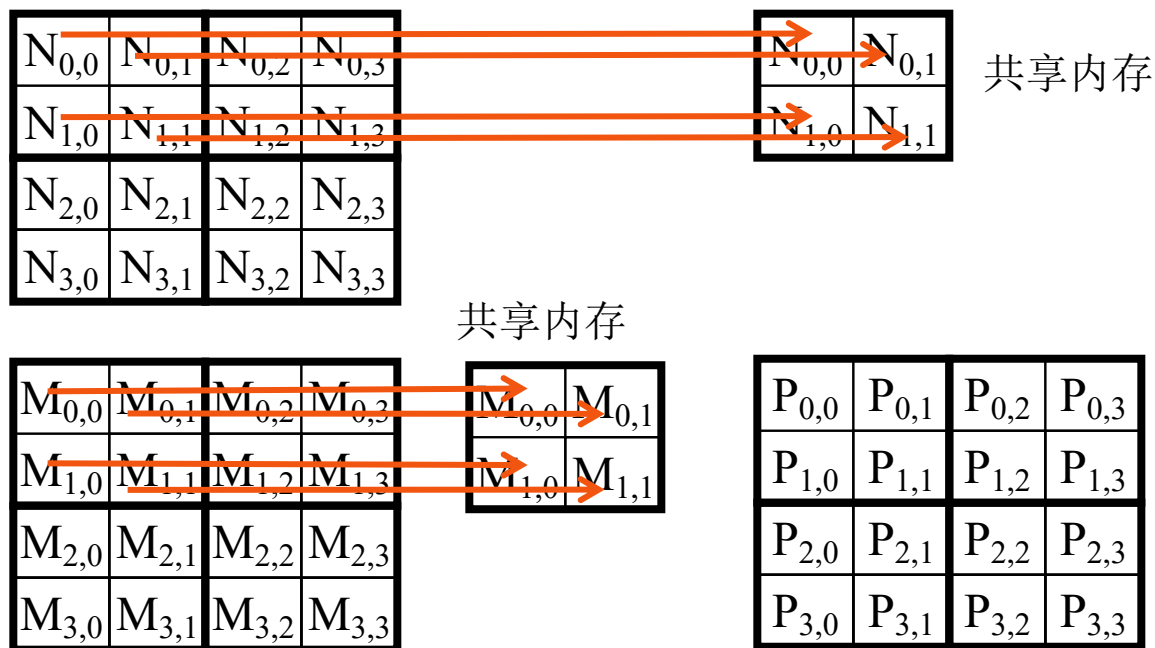 N0,0 N0,1 N0,2 N0,3
N1,0 N1,1 N1,2 N1,3
N2,0 N2,1 N2,2 N2,3
N3,0 N3,1 N3,2 N3,3
N0,0 N0,1
N1,0 N1,1
共享内存
共享内存
M0,0 M0,1 M0,2 M0,3
M1,0 M1,1 M1,2 M1,3
M2,0 M2,1 M2,2 M2,3
M3,0 M3,1 M3,2 M3,3
M0,0 M0,1
M1,0 M1,1
P0,0 P0,1 P0,2 P0,3
P1,0 P1,1 P1,2 P1,3
P2,0 P2,1 P2,2 P2,3
P3,0 P3,1 P3,2 P3,3